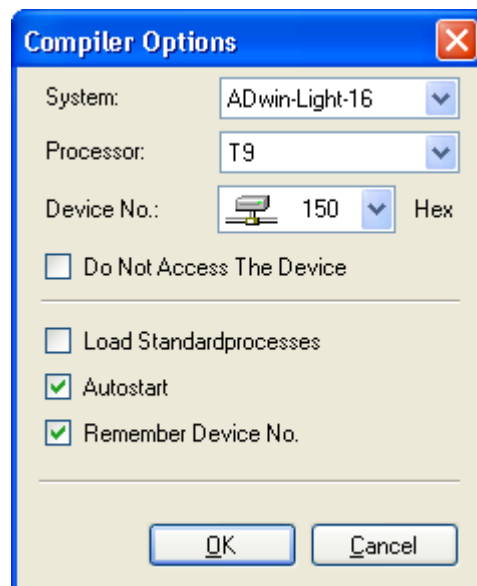 Compiler Options
System: ADwin-Light-16
Processor: T9
Device No.: 150 Hex
Do Not Access The Device
Load Standardprocesses
Autostart
Remember Device No.
OK Cancel